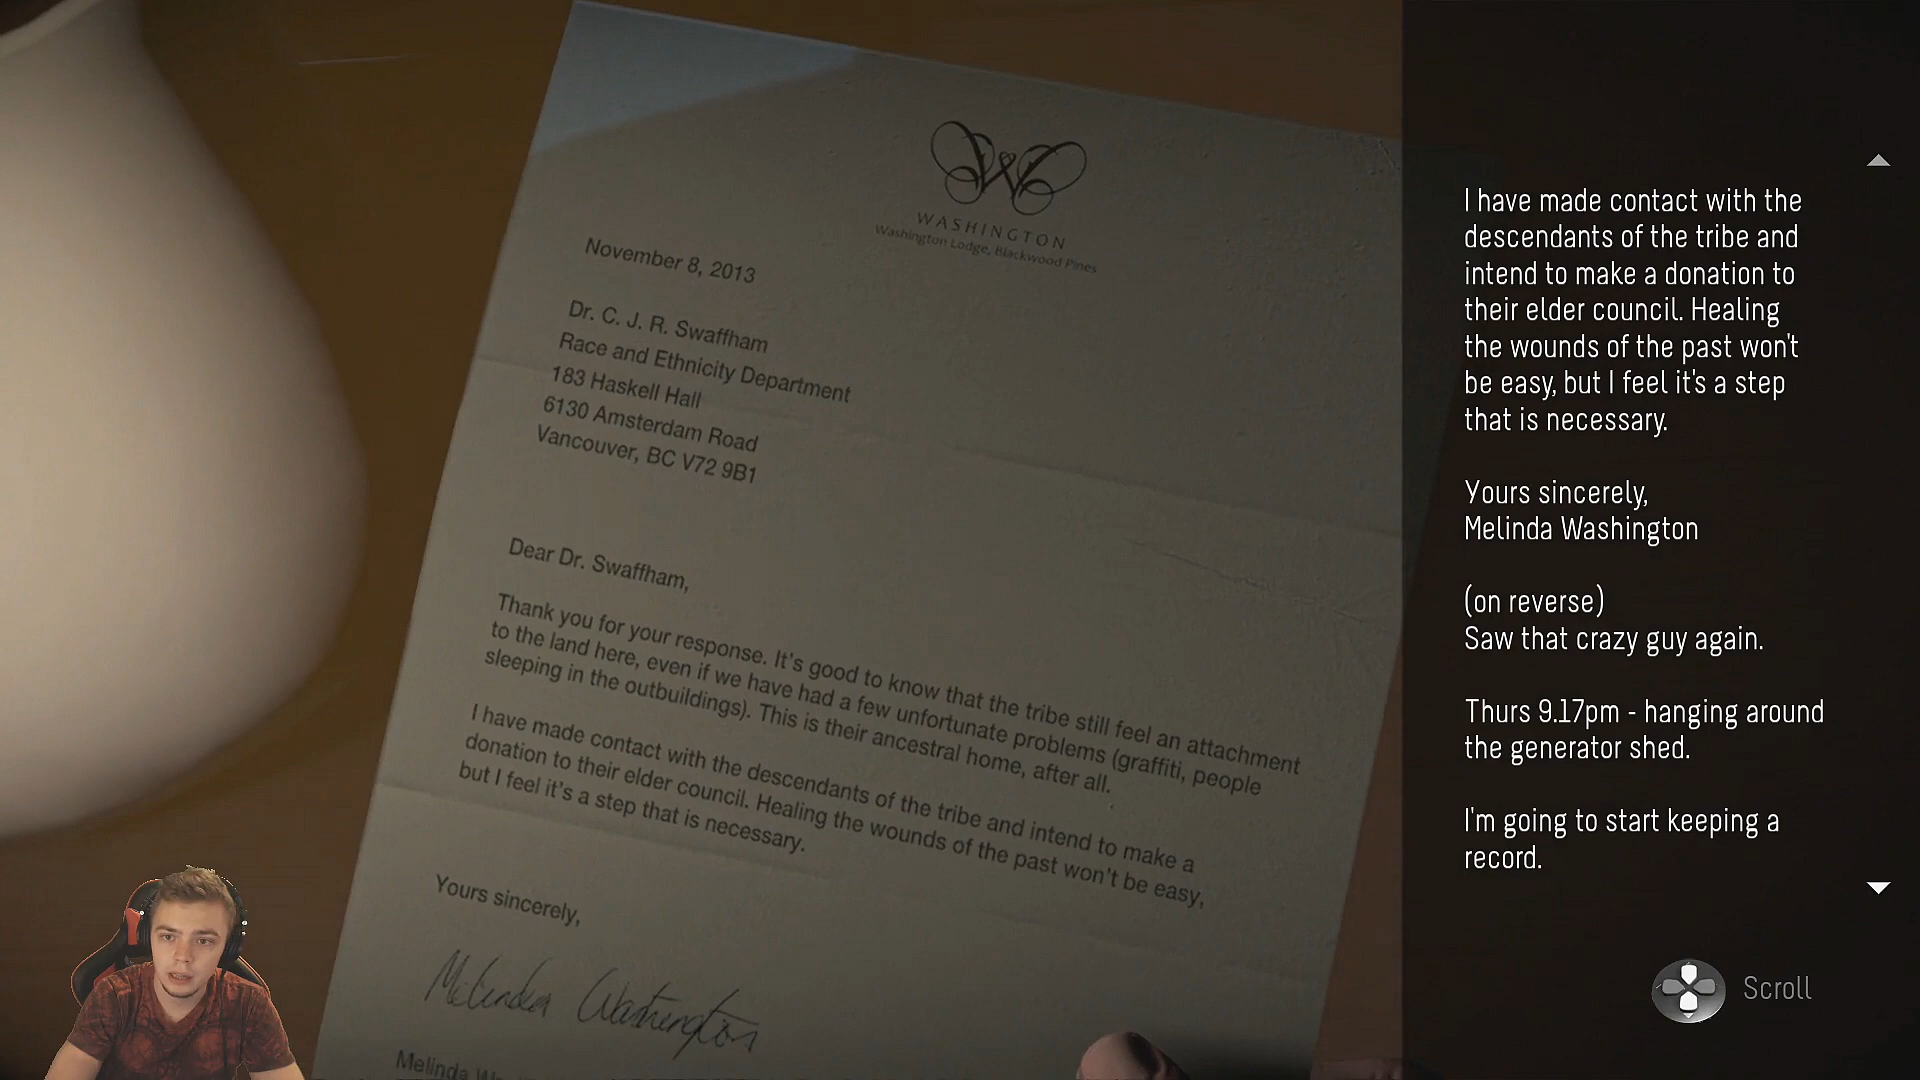 WASHINGTON
Washington Lodge, Blackwood Pines
November 8, 2013
Dr. C. J. R. Swaffham
Race and Ethnicity Department
183 Haskell Hall
6130 Amsterdam Road
Vancouver, BC V72 9B1
Dear Dr. Swaffham,
Thank you for your response. It's good to know that the tribe still feel an attachment
to the land here, even if we have had a few unfortunate problems (graffiti, people
sleeping in the outbuildings). This is their ancestral home, after all.
I have made contact with the descendants of the tribe and intend to make a
donation to their elder council. Healing the wounds of the past won't be easy,
but I feel it's a step that is necessary.
Yours sincerely,
Melinda Washington
Melinda
I have made contact with the
descendants of the tribe and
intend to make a donation to
their elder council. Healing
the wounds of the past won't
be easy, but I feel it's a step
that is necessary.
Yours sincerely,
Melinda Washington
(on reverse)
Saw that crazy guy again.
Thurs 9.17pm - hanging around
the generator shed.
I'm going to start keeping a
record.
Scroll